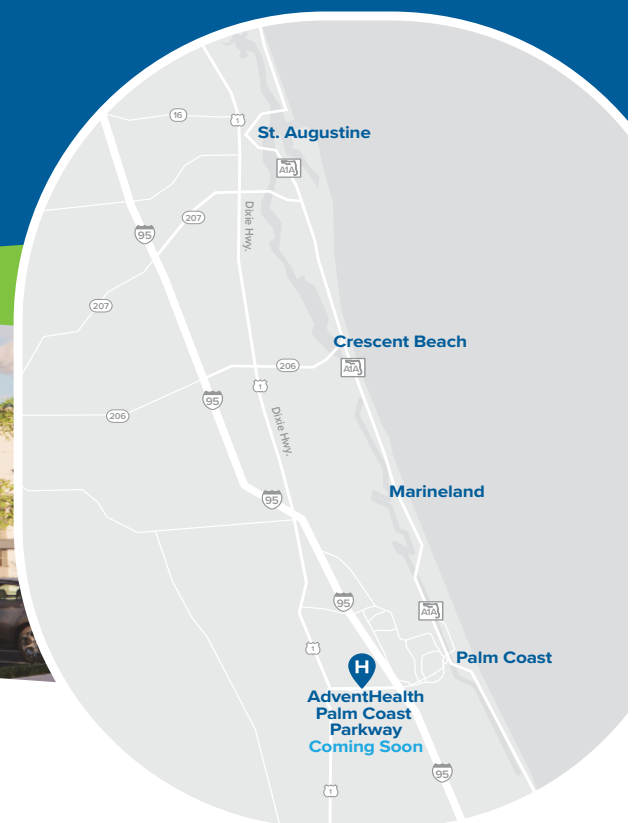 16
1
St. Augustine
A1A
207
Dixie Hwy.
95
207
Crescent Beach
206
A1A
1
95
206
Dixie Hwy.
Marineland
95
95
A1A
1
Palm Coast
H
AdventHealth
Palm Coast
Parkway
Coming Soon
95
1